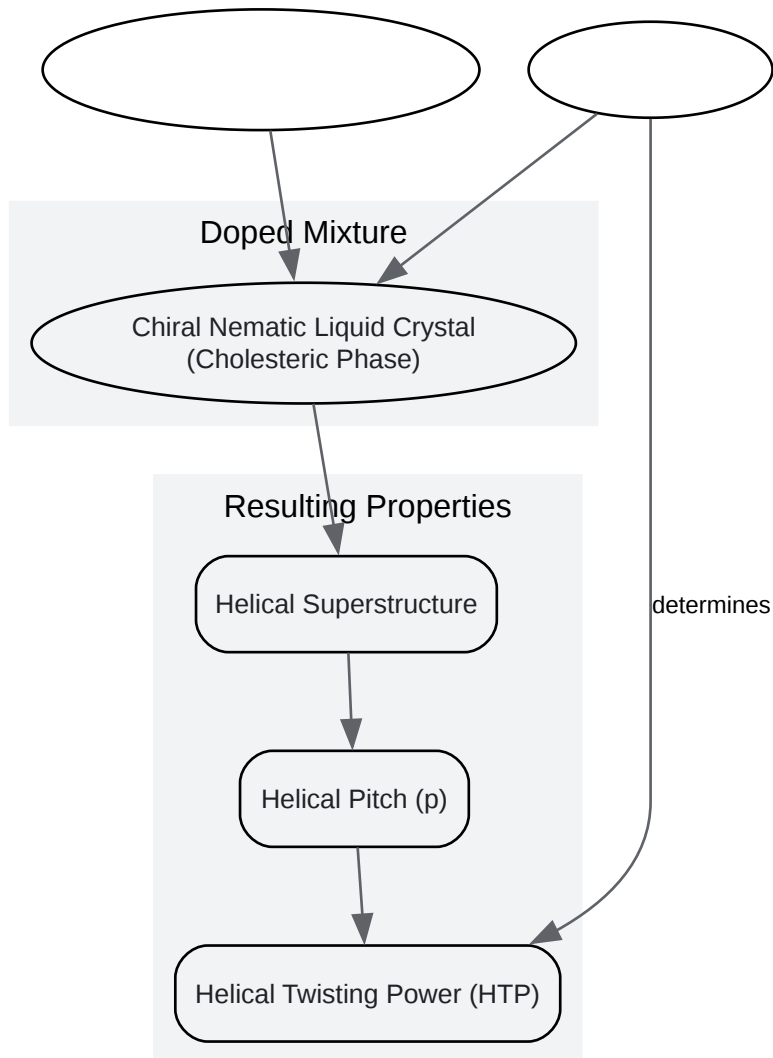 Doped Mixture
Chiral Nematic Liquid Crystal
(Cholesteric Phase)
Resulting Properties
Helical Superstructure
determines
Helical Pitch (p)
Helical Twisting Power (HTP)